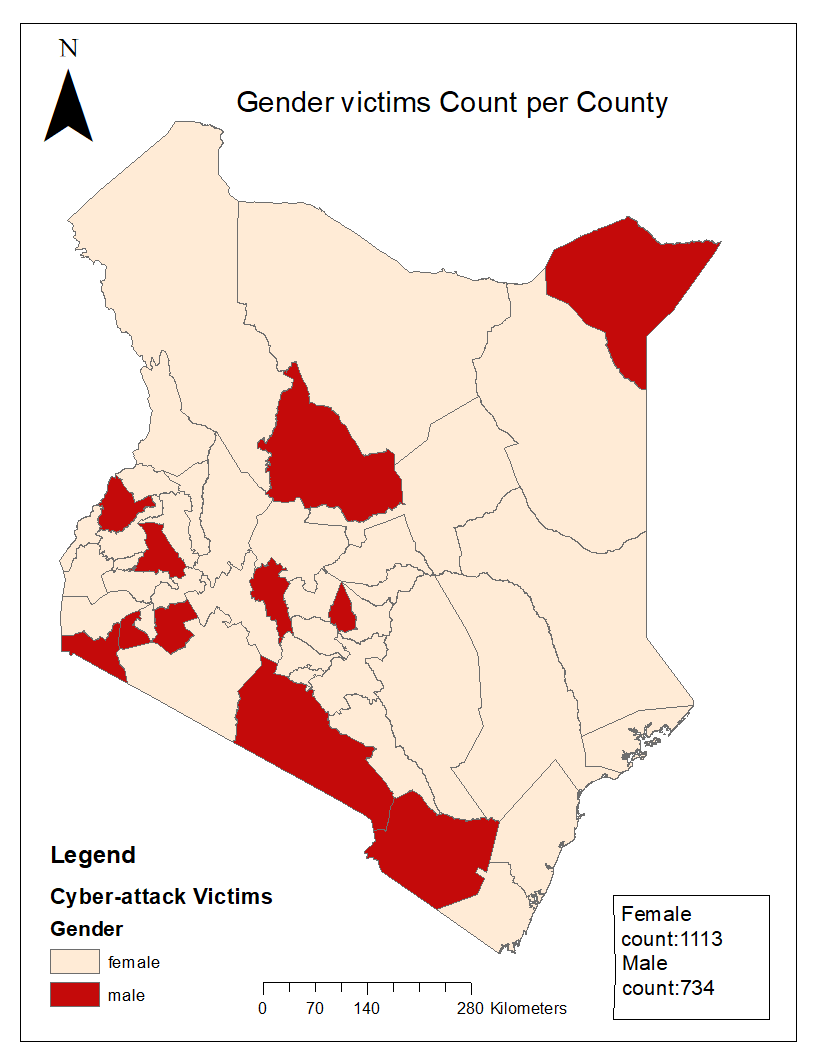 N
Gender victims Count per County
Legend
Cyber-attack Victims
Gender
female
male
0 70 140 280 Kilometers
Female
count:1113
Male
count:734